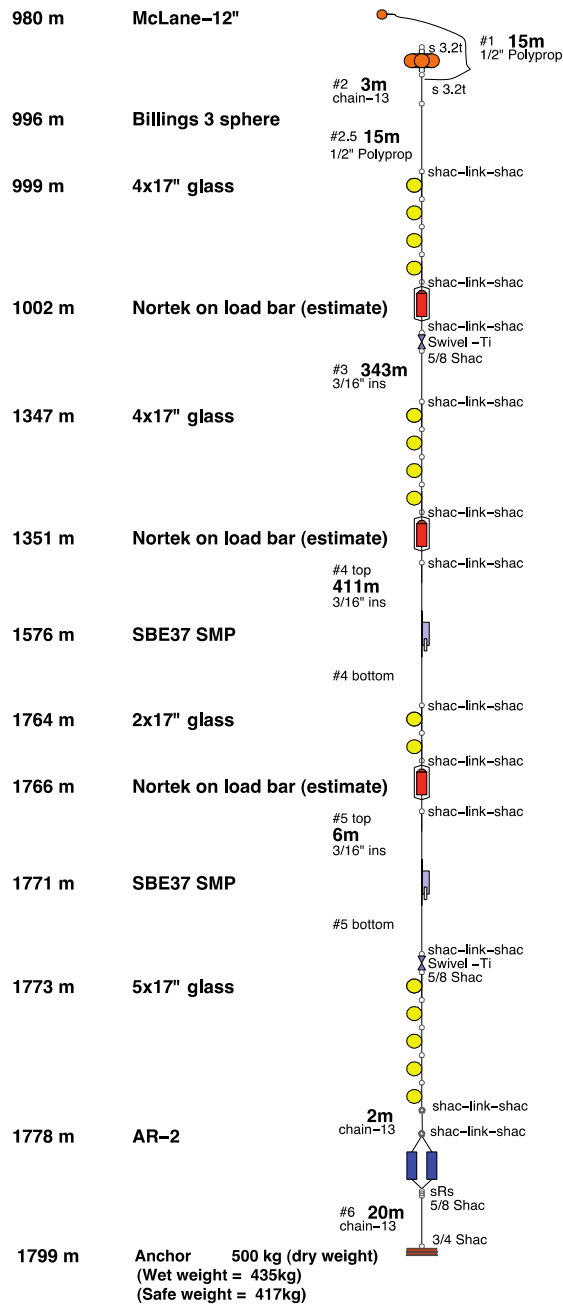 980 m McLane−12"
s 3.2t
#1 15m
1/2" Polyprop
#2 3m
chain−13
s 3.2t
996 m Billings 3 sphere
#2.5 15m
1/2" Polyprop
shac−link−shac
999 m 4x17" glass
shac−link−shac
1002 m Nortek on load bar (estimate)
shac−link−shac
Swivel −Ti
5/8 Shac
#3 343m
3/16" ins
shac−link−shac
1347 m 4x17" glass
shac−link−shac
1351 m Nortek on load bar (estimate)
shac−link−shac
#4 top
411m
3/16" ins
1576 m SBE37 SMP
#4 bottom
shac−link−shac
1764 m 2x17" glass
shac−link−shac
1766 m Nortek on load bar (estimate)
shac−link−shac
#5 top
6m
3/16" ins
1771 m SBE37 SMP
#5 bottom
shac−link−shac
Swivel −Ti
5/8 Shac
1773 m 5x17" glass
shac−link−shac
2m
chain−13
shac−link−shac
1778 m AR−2
sRs
5/8 Shac
#6 20m
chain−13
3/4 Shac
1799 m Anchor 500 kg (dry weight)
(Wet weight = 435kg)
(Safe weight = 417kg)